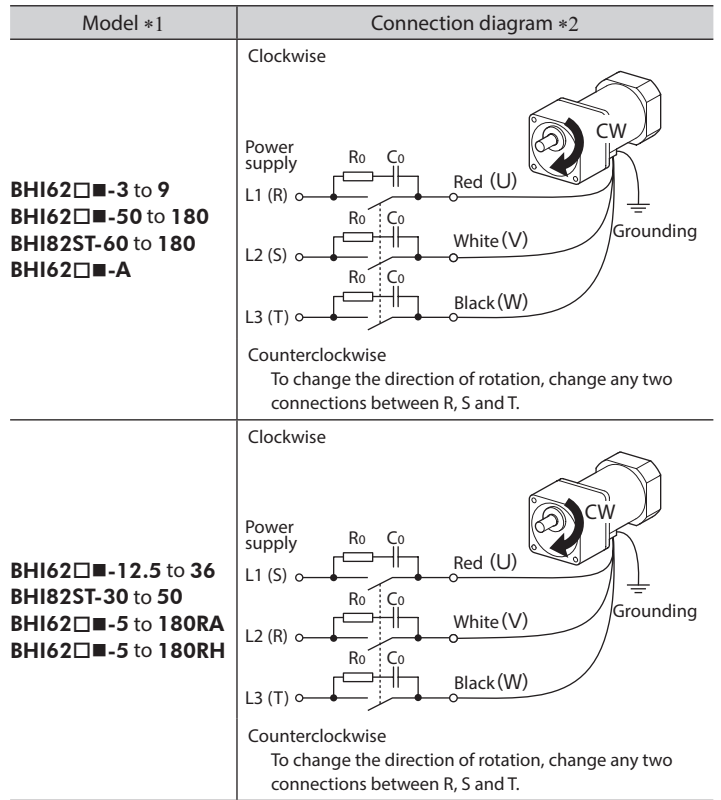 Model *1
Connection diagram *2
BHI62□■-3 to 9
BHI62□■-50 to 180
BHI82ST-60 to 180
BHI62□■-A
Clockwise
CW
Power
supply
R0 C0
L1 (R)
Red (U)
R0 C0
L2 (S)
White (V)
Grounding
R0 C0
L3 (T)
Black (W)
Counterclockwise
To change the direction of rotation, change any two
connections between R, S and T.
BHI62□■-12.5 to 36
BHI82ST-30 to 50
BHI62□■-5 to 180RA
BHI62□■-5 to 180RH
Clockwise
CW
Power
supply
R0 C0
L1 (S)
Red (U)
R0 C0
L2 (R)
White (V)
Grounding
R0 C0
L3 (T)
Black (W)
Counterclockwise
To change the direction of rotation, change any two
connections between R, S and T.